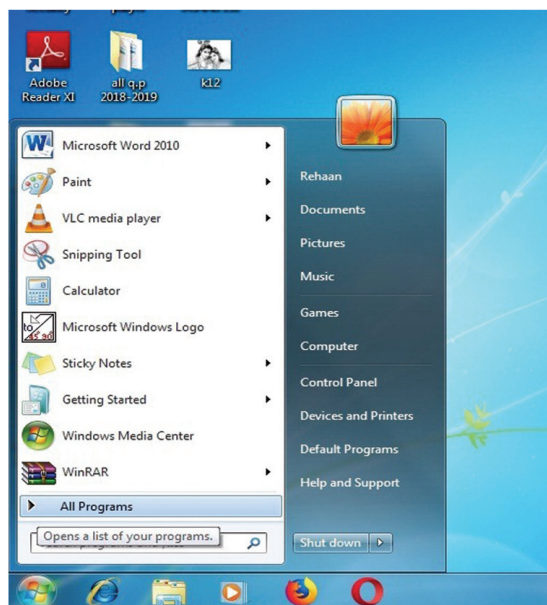 Adobe
Reader XI
all q.p
2018-2019
k12
Microsoft Word 2010
Paint
VLC media player
Snipping Tool
Calculator
Microsoft Windows Logo
Sticky Notes
Getting Started
Windows Media Center
WinRAR
All Programs
Opens a list of your programs.
Rehaan
Documents
Pictures
Music
Games
Computer
Control Panel
Devices and Printers
Default Programs
Help and Support
Shut down